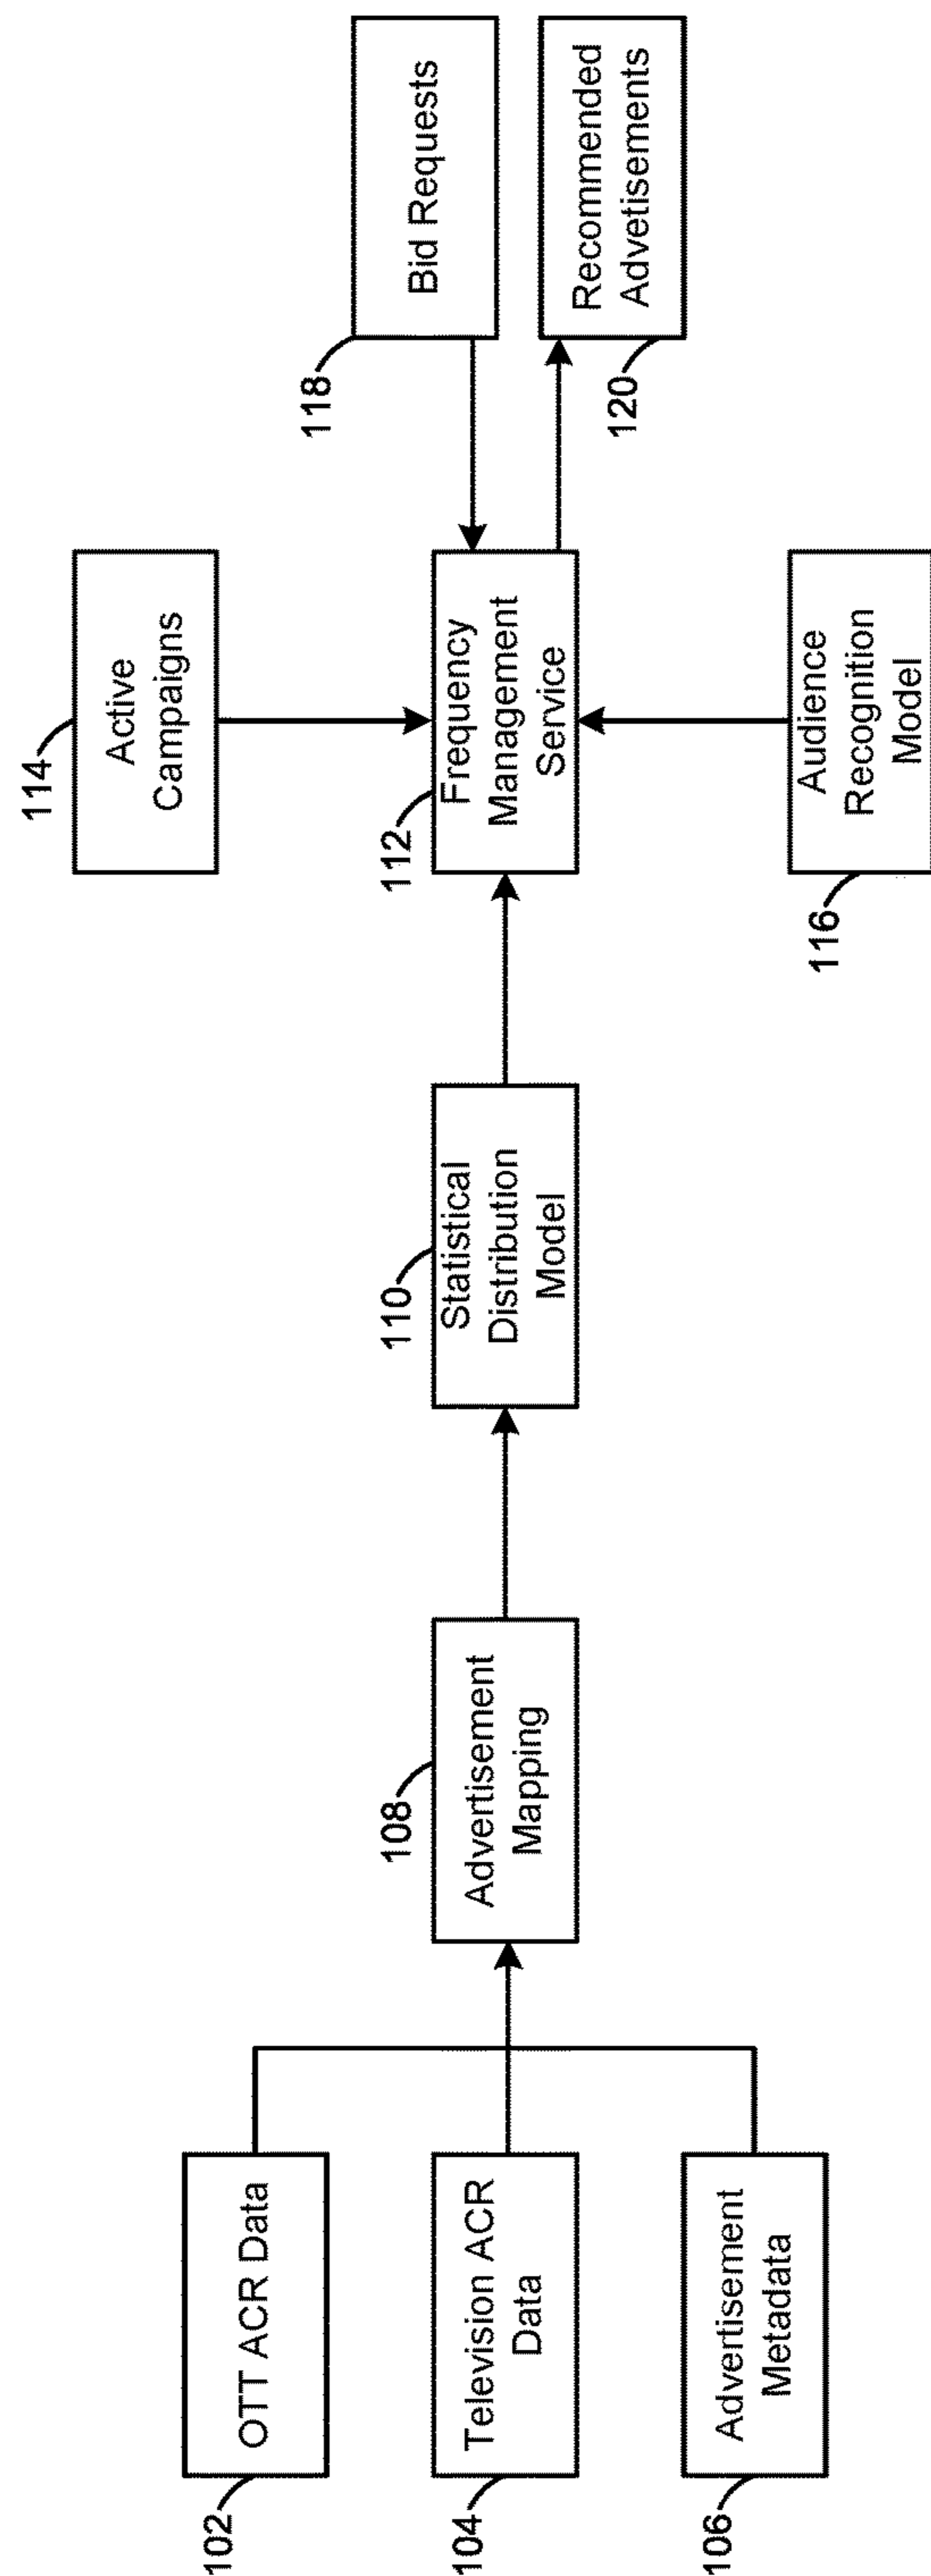 102
OTT ACR Data
104
Television ACR
Data
106
Advertisement
Metadata
108
Advertisement
Mapping
110
Statistical
Distribution
Model
112
Frequency
Management
Service
114
Active
Campaigns
116
Audience
Recognition
Model
118
Bid Requests
120
Recommended
Advetisements